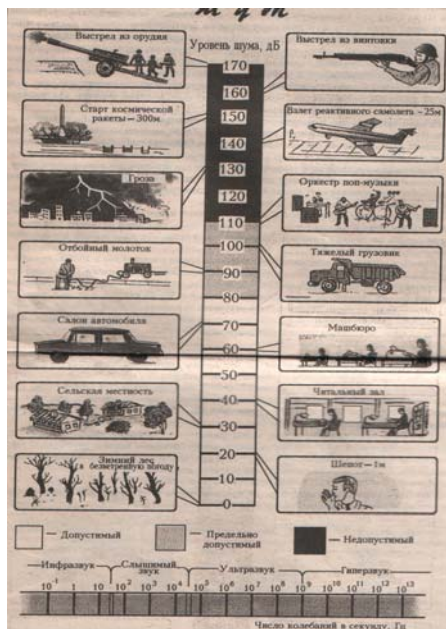 Шум
Выстрел из орудия
Уровень шума, дБ
Выстрел из винтовки
170
160
Старт космической
ракеты — 300м
150
Взлет реактивного самолета - 25м
140
Гроза
130
120
Оркестр поп-музыки
110
Отбойный молоток
100
Тяжелый грузовик
90
80
Салон автомобиля
70
Машбюро
60
50
Сельская местность
40
Читальный зал
30
Зимний лес
в безветренную погоду
20
Шепот — 1м
10
0
— Допустимый
— Предельно
допустимый
— Недопустимый
Инфразвук
Слышимый
звук
Ультразвук
Гиперзвук
10⁻¹ 1 10 10² 10³ 10⁴ 10⁵ 10⁶ 10⁷ 10⁸ 10⁹ 10¹⁰ 10¹¹ 10¹² 10¹³
Число колебаний в секунду, Гц